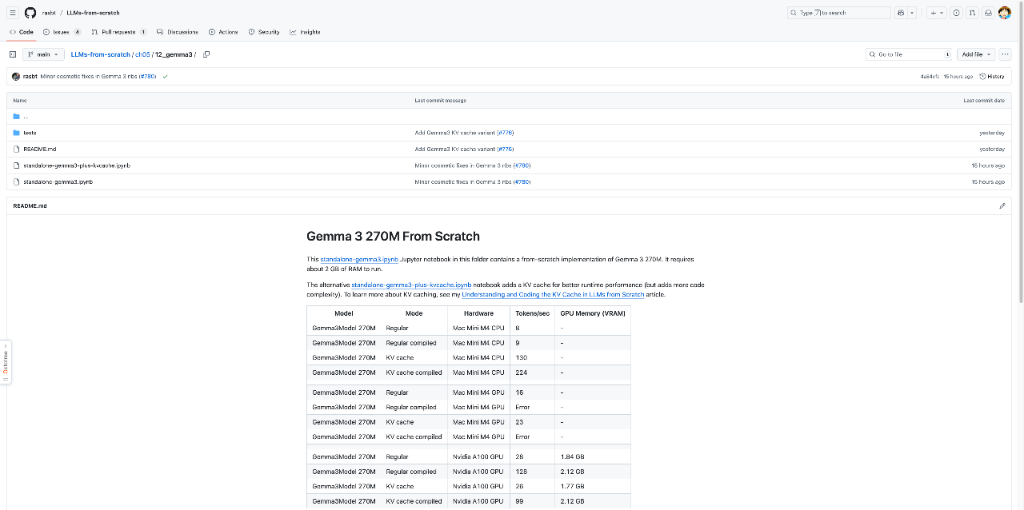 rasbt / LLMs-from-scratch
Type / to search
Code Issues 4 Pull requests 1 Discussions Actions Security Insights
main LLMs-from-scratch / ch05 / 12_gemma3 /
Go to file t Add file
rasbt Minor cosmetic fixes in Gemma 3 nbs (#780)
15 hours ago History
Name Last commit message Last commit date
..
tests Add Gemma3 KV cache variant (#776) yesterday
README.md Add Gemma3 KV cache variant (#776) yesterday
standalone-gemma3-plus-kvcache.ipynb Minor cosmetic fixes in Gemma 3 nbs (#780) 15 hours ago
standalone-gemma3.ipynb Minor cosmetic fixes in Gemma 3 nbs (#780) 15 hours ago
README.md
Gemma 3 270M From Scratch
This standalone-gemma3.ipynb Jupyter notebook in this folder contains a from-scratch implementation of Gemma 3 270M. It requires
about 2 GB of RAM to run.
The alternative standalone-gemma3-plus-kvcache.ipynb notebook adds a KV cache for better runtime performance (but adds more code
complexity). To learn more about KV caching, see my Understanding and Coding the KV Cache in LLMs from Scratch article.
Model Mode Hardware Tokens/sec GPU Memory (VRAM)
Gemma3Model 270M Regular Mac Mini M4 CPU 8 -
Gemma3Model 270M Regular compiled Mac Mini M4 CPU 9 -
Gemma3Model 270M KV cache Mac Mini M4 CPU 130 -
Gemma3Model 270M KV cache compiled Mac Mini M4 CPU 224 -
Gemma3Model 270M Regular Mac Mini M4 GPU 16 -
Gemma3Model 270M Regular compiled Mac Mini M4 GPU Error -
Gemma3Model 270M KV cache Mac Mini M4 GPU 23 -
Gemma3Model 270M KV cache compiled Mac Mini M4 GPU Error -
Gemma3Model 270M Regular Nvidia A100 GPU 28 1.84 GB
Gemma3Model 270M Regular compiled Nvidia A100 GPU 128 2.12 GB
Gemma3Model 270M KV cache Nvidia A100 GPU 26 1.77 GB
Gemma3Model 270M KV cache compiled Nvidia A100 GPU 99 2.12 GB
Outline